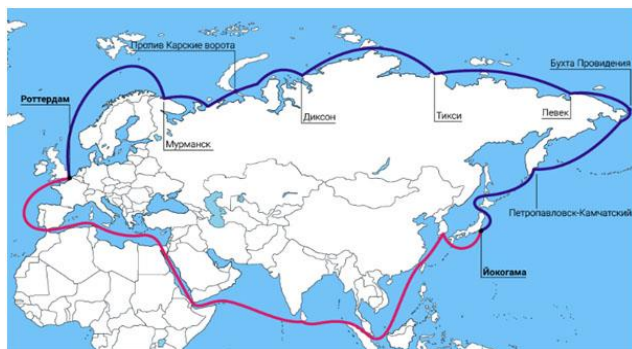 Пролив Карские ворота
Бухта Провидения
Роттердам
Диксон
Тикси
Певек
Мурманск
Петропавловск-Камчатский
Йокогама